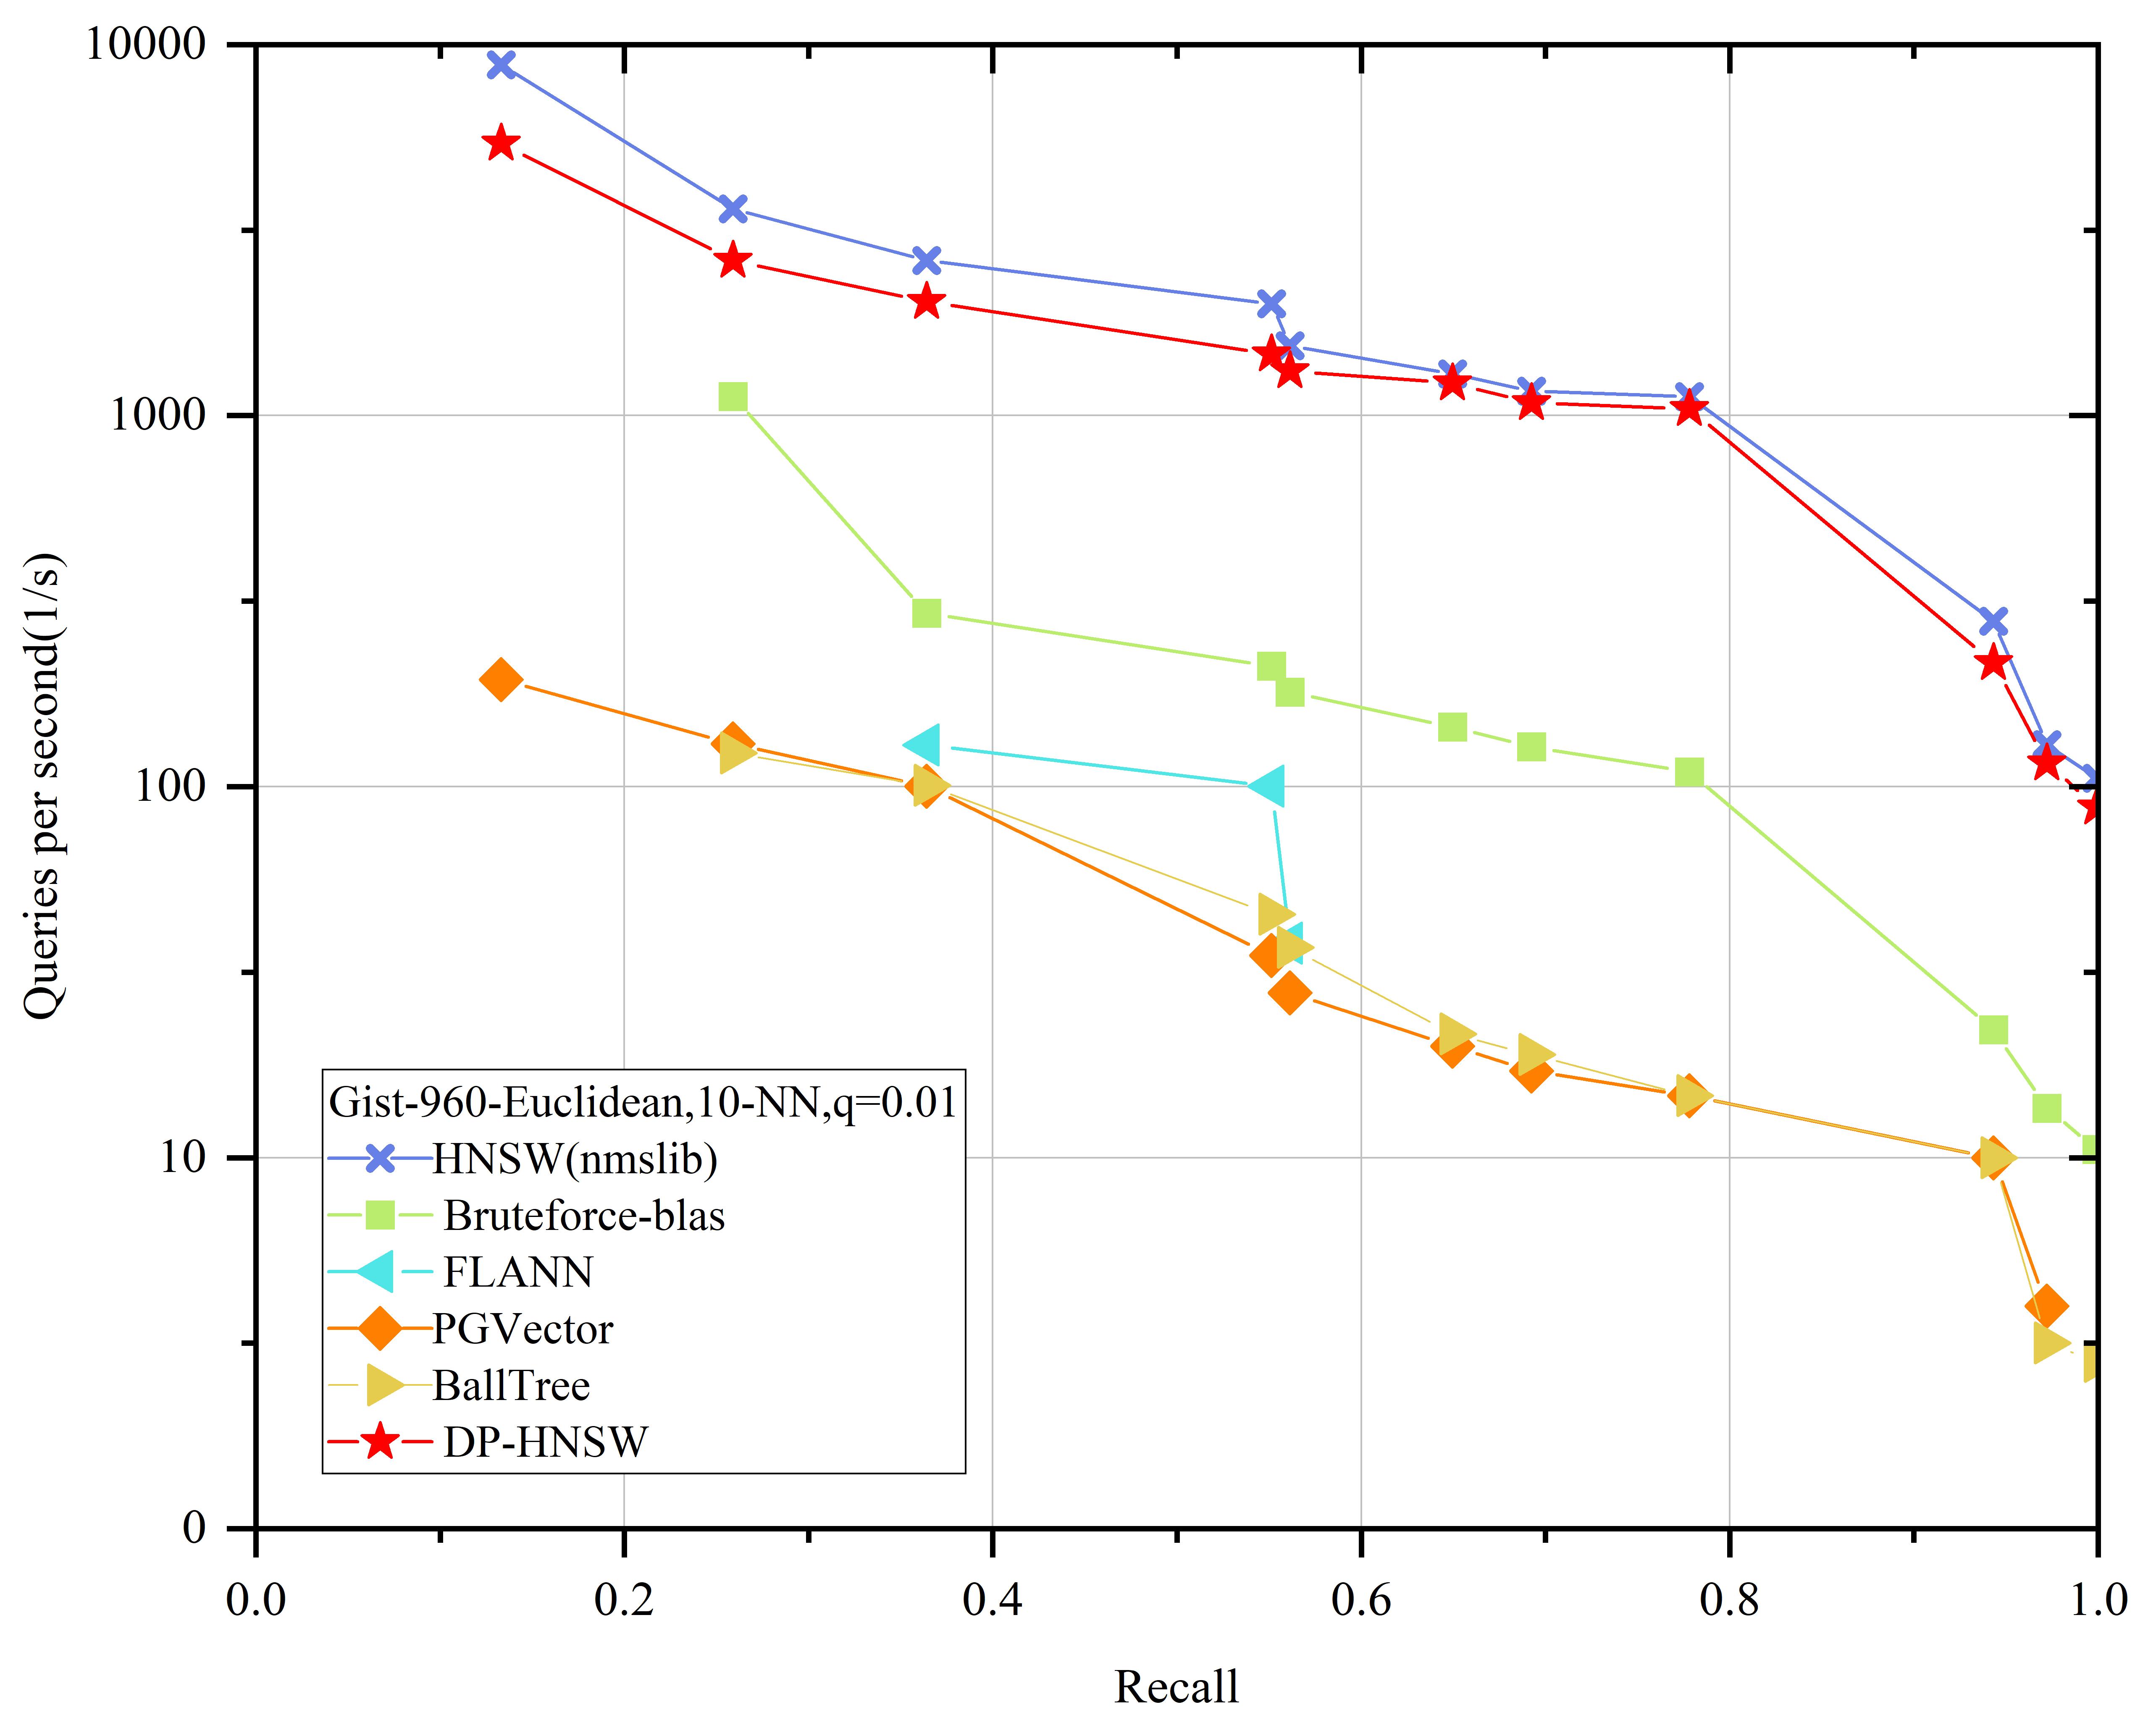 10000
1000
100
10
0
Queries per second(1/s)
Gist-960-Euclidean,10-NN,q=0.01
HNSW(nmslib)
Bruteforce-blas
FLANN
PGVector
BallTree
DP-HNSW
0.0 0.2 0.4 0.6 0.8 1.0
Recall